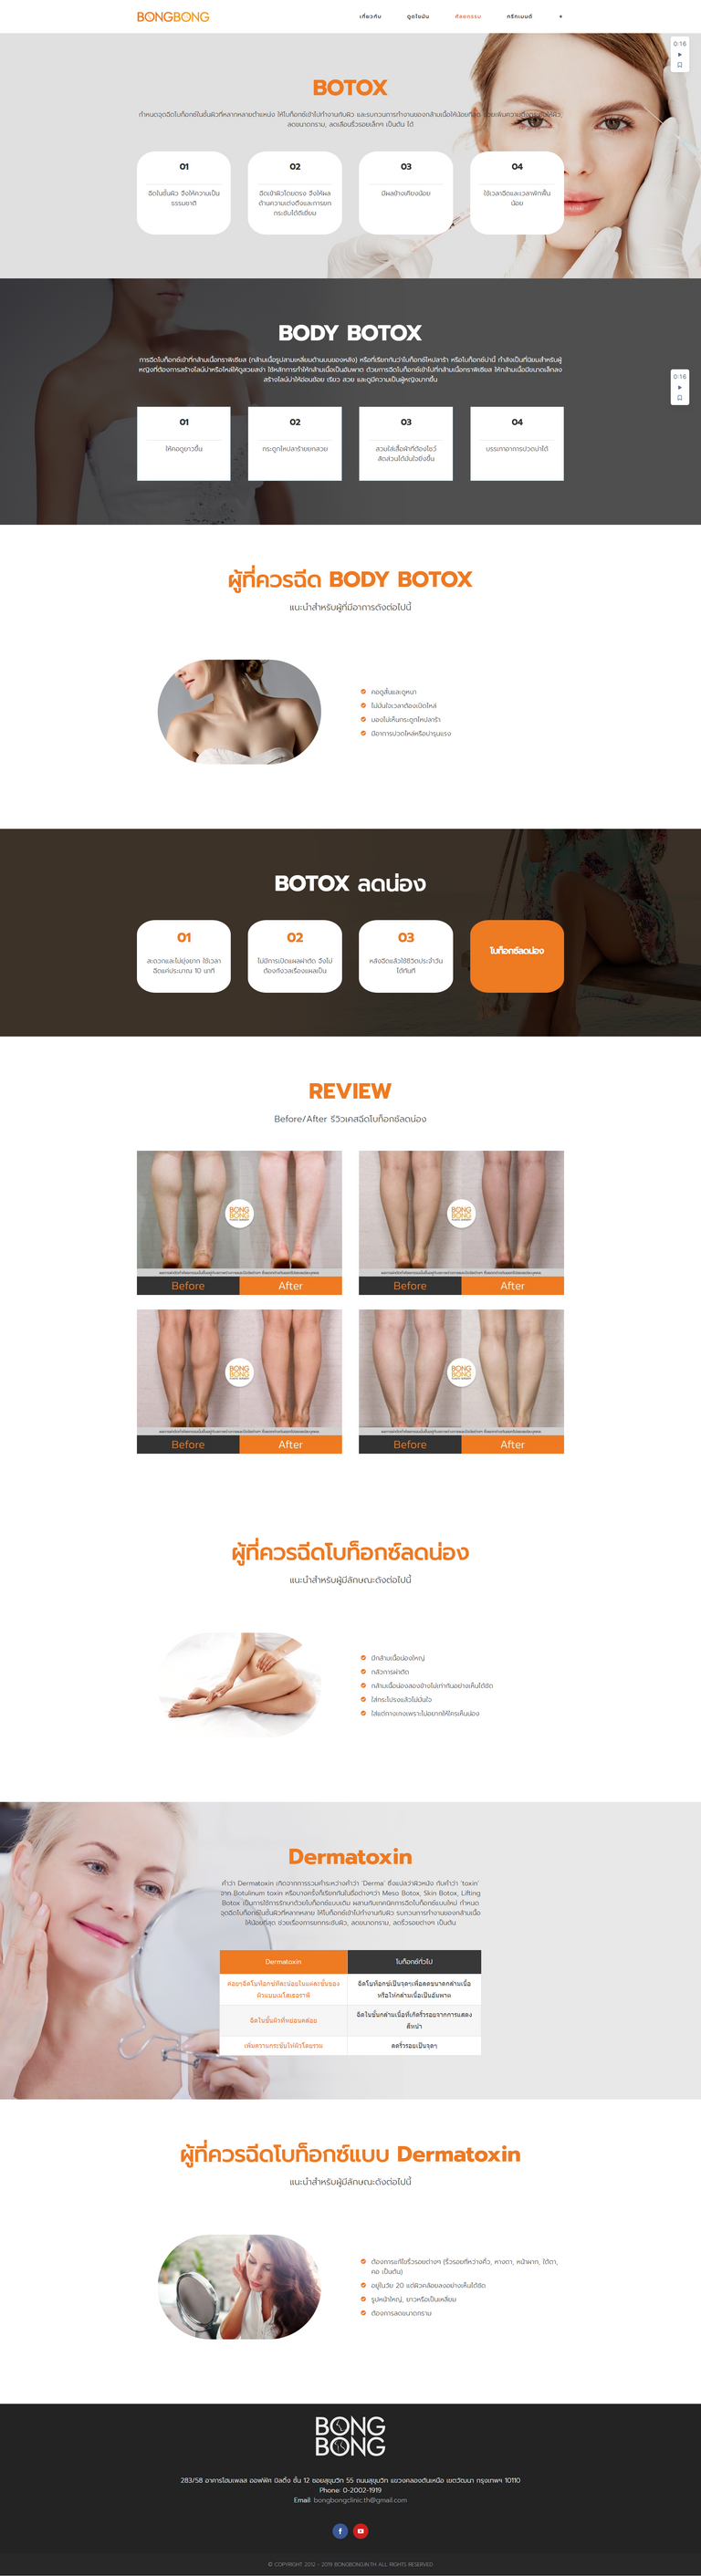 BONGBONG
เกี่ยวกับ ดูดไขมัน ศัลยกรรม ทรีทเมนต์ +
0:16
BOTOX
กำหนดจุดฉีดโบท็อกซ์ในชั้นผิวที่หลากหลายตำแหน่ง ให้โบท็อกซ์เข้าไปทำงานกับผิว และรบกวนการทำงานของกล้ามเนื้อให้น้อยที่สุด
ลดขนาดกราม, ลดเลือนริ้วรอยเล็กๆ เป็นต้น ได้
01
02
03
04
ฉีดในชั้นผิว จึงให้ความเป็น
ธรรมชาติ
ฉีดเข้าผิวโดยตรง จึงให้ผล
ด้านความเต่งตึงและการยก
กระชับได้ดีเยี่ยม
มีผลข้างเคียงน้อย
ใช้เวลาฉีดและเวลาพักฟื้น
น้อย
BODY BOTOX
0:16
การฉีดโบท็อกซ์เข้าที่กล้ามเนื้อทราพิเซียส (กล้ามเนื้อรูปสามเหลี่ยมด้านบนของหลัง) หรือที่เรียกกันว่าโบท็อกซ์ไหปลาร้า หรือโบท็อกซ์บ่านี้ กำลังเป็นที่นิยมสำหรับผู้
หญิงที่ต้องการสร้างไลน์บ่าหรือไหล่ให้ดูสวยสง่า โดยใช้หลักการทำให้กล้ามเนื้อเป็นอัมพาต ด้วยการฉีดโบท็อกซ์เข้าไปที่กล้ามเนื้อทราพิเซียส ให้กล้ามเนื้อมีขนาดเล็กลง
สร้างไลน์บ่าให้อ่อนช้อย เรียว สวย และดูมีความเป็นผู้หญิงมากขึ้น
01
02
03
04
ให้คอดูยาวขึ้น
กระดูกไหปลาร้ายกสวย
สวมใส่เสื้อผ้าที่ต้องโชว์
สัดส่วนได้มั่นใจยิ่งขึ้น
บรรเทาอาการปวดบ่าได้
ผู้ที่ควรฉีด BODY BOTOX
แนะนำสำหรับผู้ที่มีอาการดังต่อไปนี้
คอดูสั้นและดูหนา
ไม่มั่นใจเวลาต้องเปิดไหล่
มองไม่เห็นกระดูกไหปลาร้า
มีอาการปวดไหล่หรือบ่ารุนแรง
BOTOX ลดน่อง
01
02
03
โบท็อกซ์ลดน่อง
สะดวกและไม่ยุ่งยาก ใช้เวลา
ฉีดแค่ประมาณ 10 นาที
ไม่มีการเปิดแผลผ่าตัด จึงไม่
ต้องกังวลเรื่องแผลเป็น
หลังฉีดแล้วใช้ชีวิตประจำวัน
ได้ทันที
REVIEW
Before/After รีวิวเคสฉีดโบท็อกซ์ลดน่อง
BONG
BONG
PLASTIC SURGERY
Before After
BONG
BONG
PLASTIC SURGERY
Before After
BONG
BONG
PLASTIC SURGERY
Before After
BONG
BONG
PLASTIC SURGERY
Before After
ผู้ที่ควรฉีดโบท็อกซ์ลดน่อง
แนะนำสำหรับผู้มีลักษณะดังต่อไปนี้
มีกล้ามเนื้อน่องใหญ่
กลัวการผ่าตัด
กล้ามเนื้อน่องสองข้างไม่เท่ากันอย่างเห็นได้ชัด
ใส่กระโปรงแล้วไม่มั่นใจ
ใส่แต่กางเกงเพราะไม่อยากให้ใครเห็นน่อง
Dermatoxin
คำว่า Dermatoxin เกิดจากการรวมคำระหว่างคำว่า 'Derma' ซึ่งแปลว่าผิวหนัง กับคำว่า 'toxin'
จาก Botulinum toxin หรือบางครั้งก็เรียกกันในชื่อต่างๆว่า Meso Botox, Skin Botox, Lifting
Botox เป็นการใช้การรักษาด้วยโบท็อกซ์แบบเดิม ผสานกับเทคนิคการฉีดโบท็อกซ์แบบใหม่ กำหนด
จุดฉีดโบท็อกซ์ในชั้นผิวที่หลากหลาย ให้โบท็อกซ์เข้าไปทำงานกับผิว รบกวนการทำงานของกล้ามเนื้อ
ให้น้อยที่สุด ช่วยเรื่องการยกกระชับผิว, ลดขนาดกราม, ลดริ้วรอยต่างๆ เป็นต้น
Dermatoxin โบท็อกซ์ทั่วไป
ค่อยๆฉีดโบท็อกซ์ทีละน้อยในแต่ละชั้นของ
ผิวแบบเมโสเธอราพี
ฉีดโบท็อกซ์เป็นจุดๆเพื่อลดขนาดกล้ามเนื้อ
หรือให้กล้ามเนื้อเป็นอัมพาต
ฉีดในชั้นผิวที่หย่อนคล้อย
ฉีดในชั้นกล้ามเนื้อที่เกิดริ้วรอยจากการแสดง
สีหน้า
เพิ่มความกระชับให้ผิวโดยรวม
ลดริ้วรอยเป็นจุดๆ
ผู้ที่ควรฉีดโบท็อกซ์แบบ Dermatoxin
แนะนำสำหรับผู้มีลักษณะดังต่อไปนี้
ต้องการแก้ไขริ้วรอยต่างๆ (ริ้วรอยที่หว่างคิ้ว, หางตา, หน้าผาก, ใต้ตา,
คอ เป็นต้น)
อยู่ในวัย 20 แต่ผิวคล้อยลงอย่างเห็นได้ชัด
รูปหน้าใหญ่, ยาวหรือเป็นเหลี่ยม
ต้องการลดขนาดกราม
BONG
BONG
283/58 อาคารโฮมเพลส ออฟฟิศ บิลดิ้ง ชั้น 12 ซอยสุขุมวิท 55 ถนนสุขุมวิท แขวงคลองตันเหนือ เขตวัฒนา กรุงเทพฯ 10110
Phone: 0-2002-1919
Email: bongbongclinic.th@gmail.com
© COPYRIGHT 2012 - 2019 BONGBONG.IN.TH ALL RIGHTS RESERVED